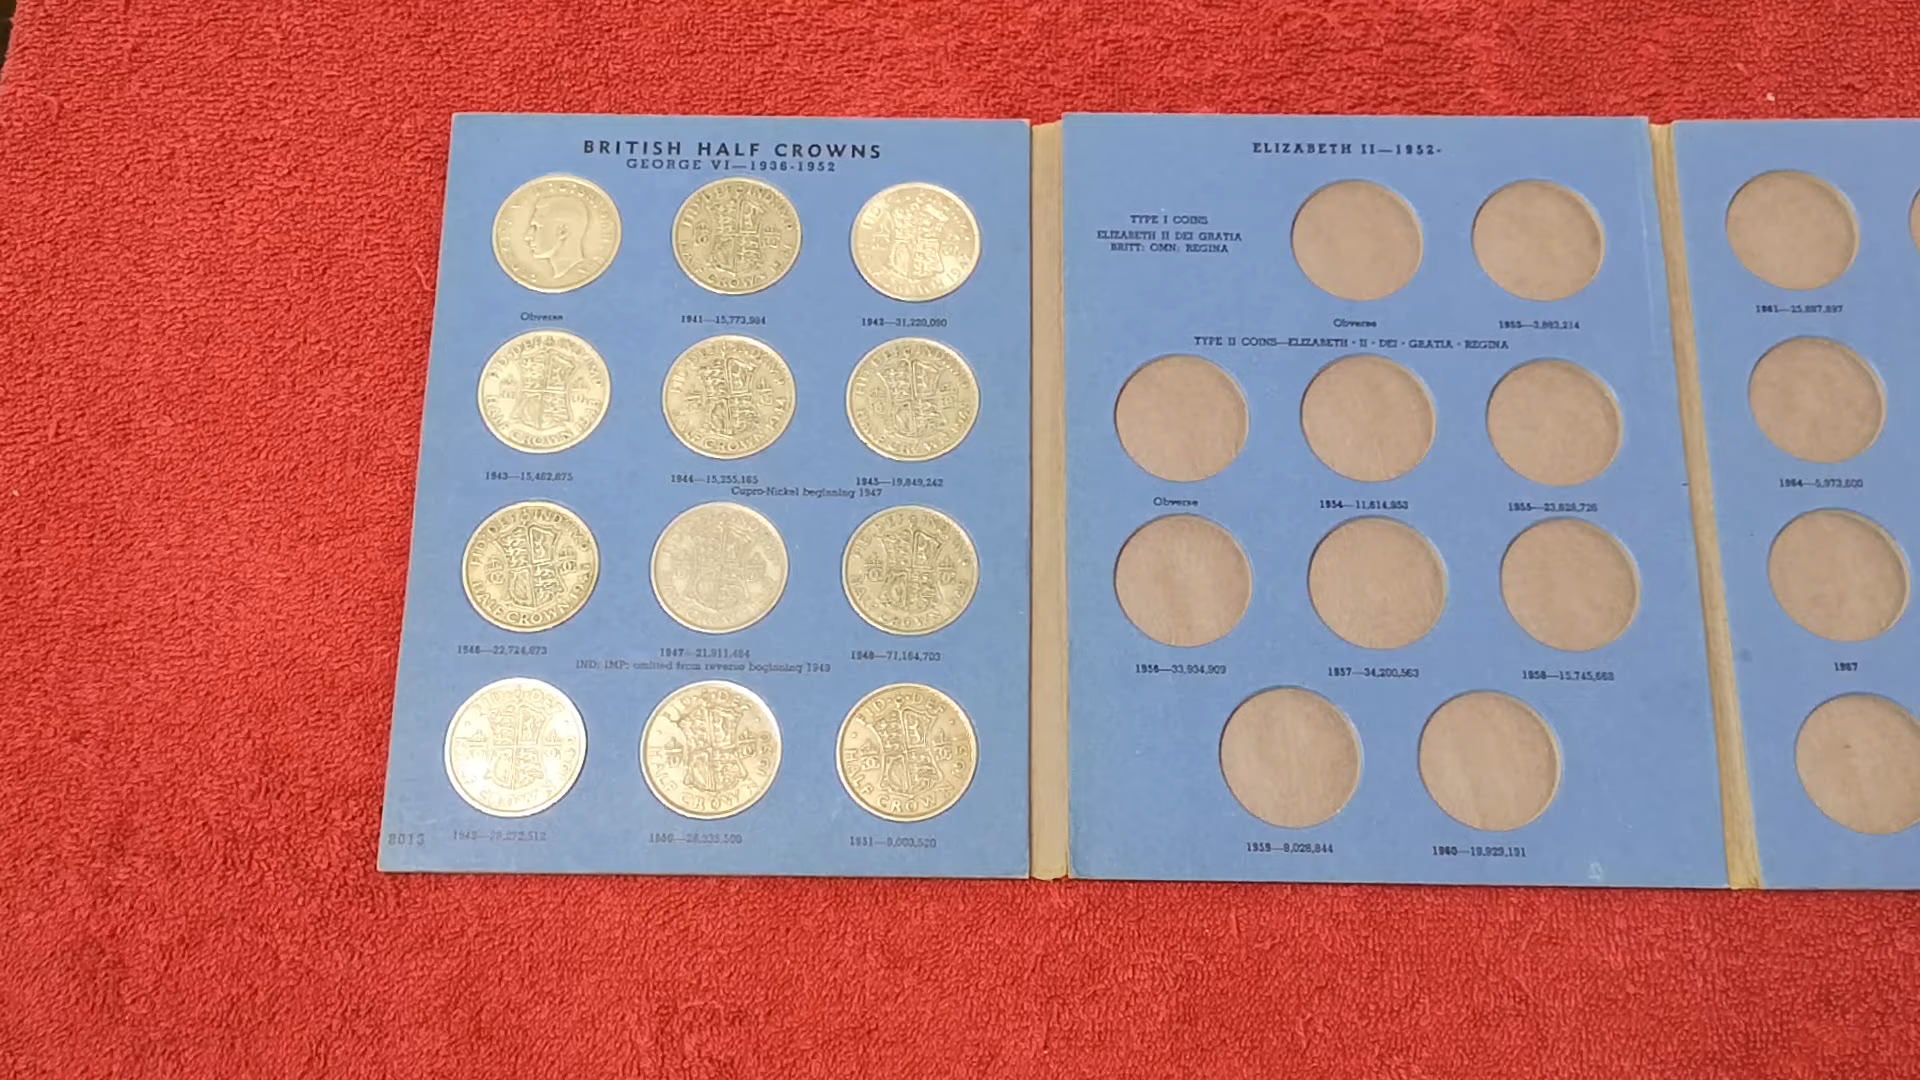 BRITISH HALF CROWNS
GEORGE VI—1936-1952
Obverse
1941—15,773,984
1942—31,220,090
1943—15,462,875
1944—15,255,165
1945—19,849,242
Cupro-Nickel beginning 1947
1946—22,724,873
1947—21,911,484
1948—71,164,703
IND: IMP: omitted from reverse beginning 1949
1949—28,272,512
1950—28,335,500
1951—9,003,520
8015
ELIZABETH II—1952-
TYPE I COINS
ELIZABETH II DEI GRATIA
BRITT: OMN: REGINA
Obverse
1953—3,883,214
TYPE II COINS—ELIZABETH · II · DEI · GRATIA · REGINA
Obverse
1954—11,614,953
1955—23,628,726
1956—33,934,909
1957—34,200,563
1958—15,745,668
1959—9,028,844
1960—19,929,191
1961—25,887,897
1964—5,973,600
1967